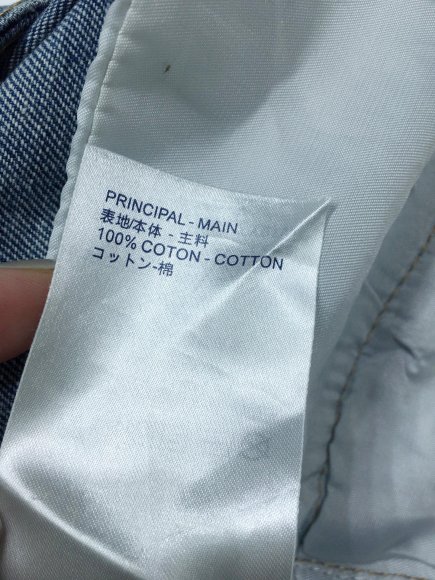 PRINCIPAL - MAIN
表地/本体 - 主料
100% COTON - COTTON
コットン-棉